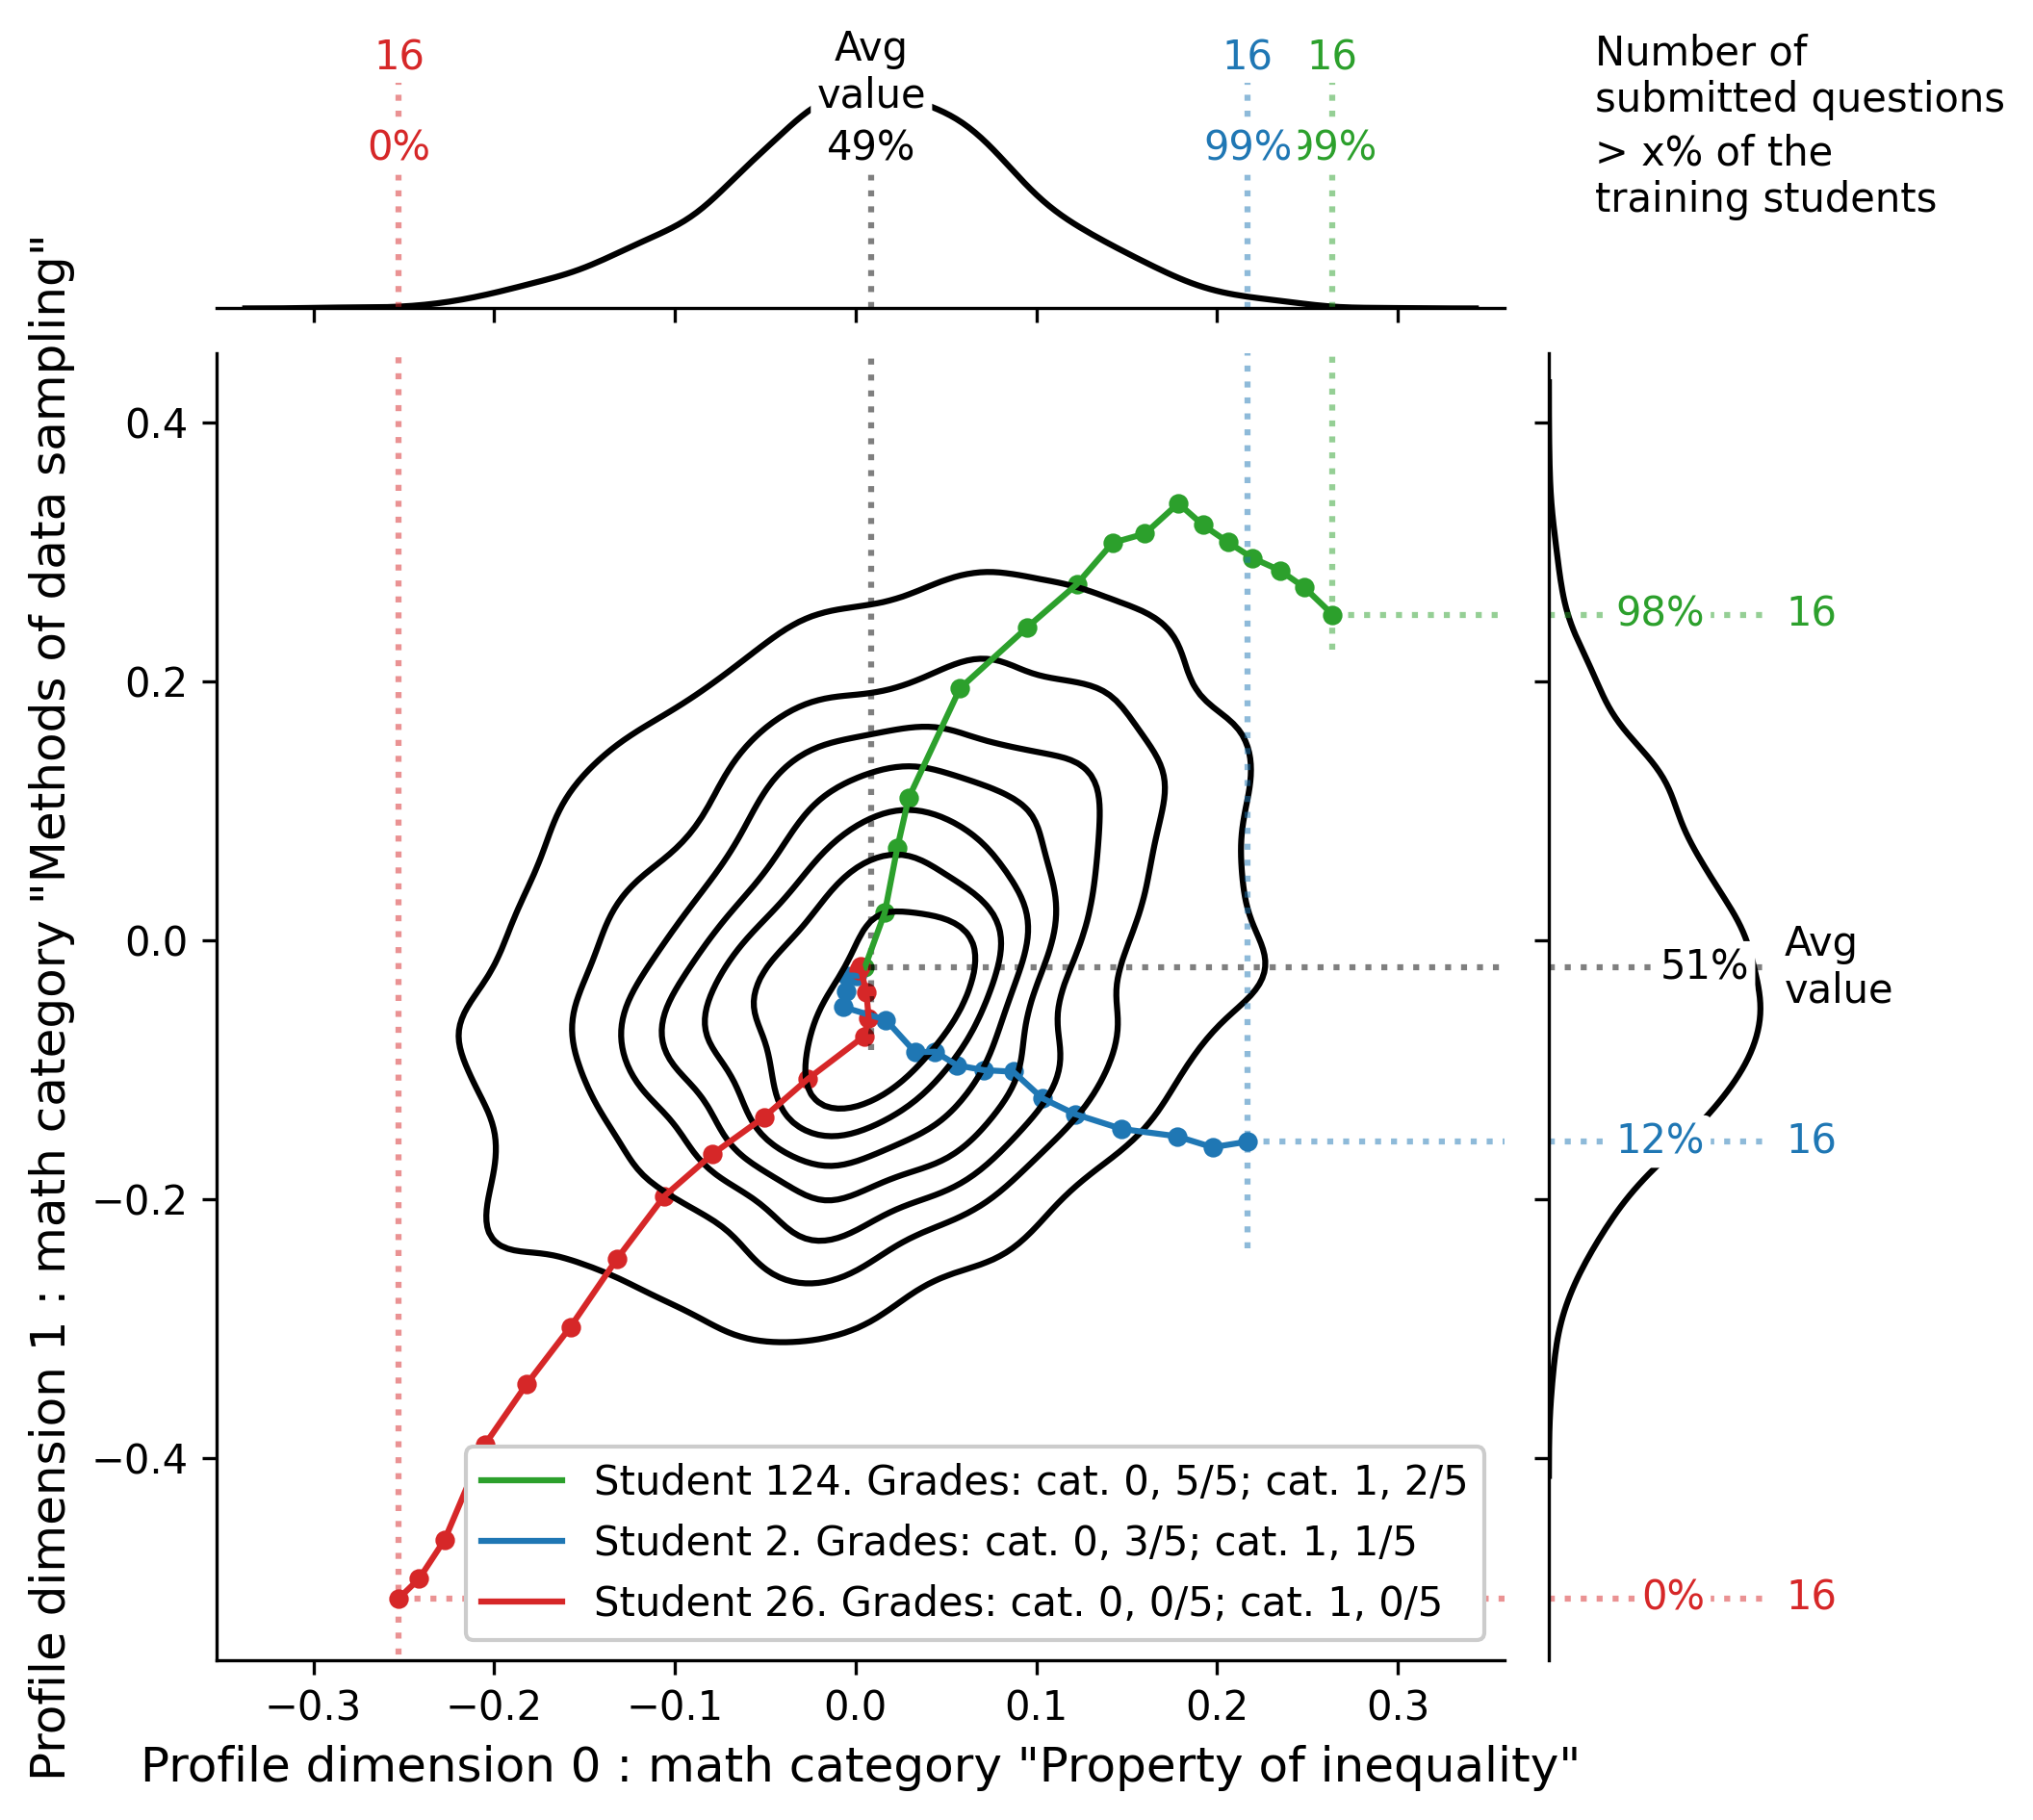 16
Avg
value
16
16
Number of
submitted questions
0%
49%
99%
99%
> x% of the
training students
Profile dimension 1 : math category "Methods of data sampling"
0.4
0.2
0.0
−0.2
−0.4
98%
16
51%
Avg
value
12%
16
0%
16
Student 124. Grades: cat. 0, 5/5; cat. 1, 2/5
Student 2. Grades: cat. 0, 3/5; cat. 1, 1/5
Student 26. Grades: cat. 0, 0/5; cat. 1, 0/5
−0.3
−0.2
−0.1
0.0
0.1
0.2
0.3
Profile dimension 0 : math category "Property of inequality"